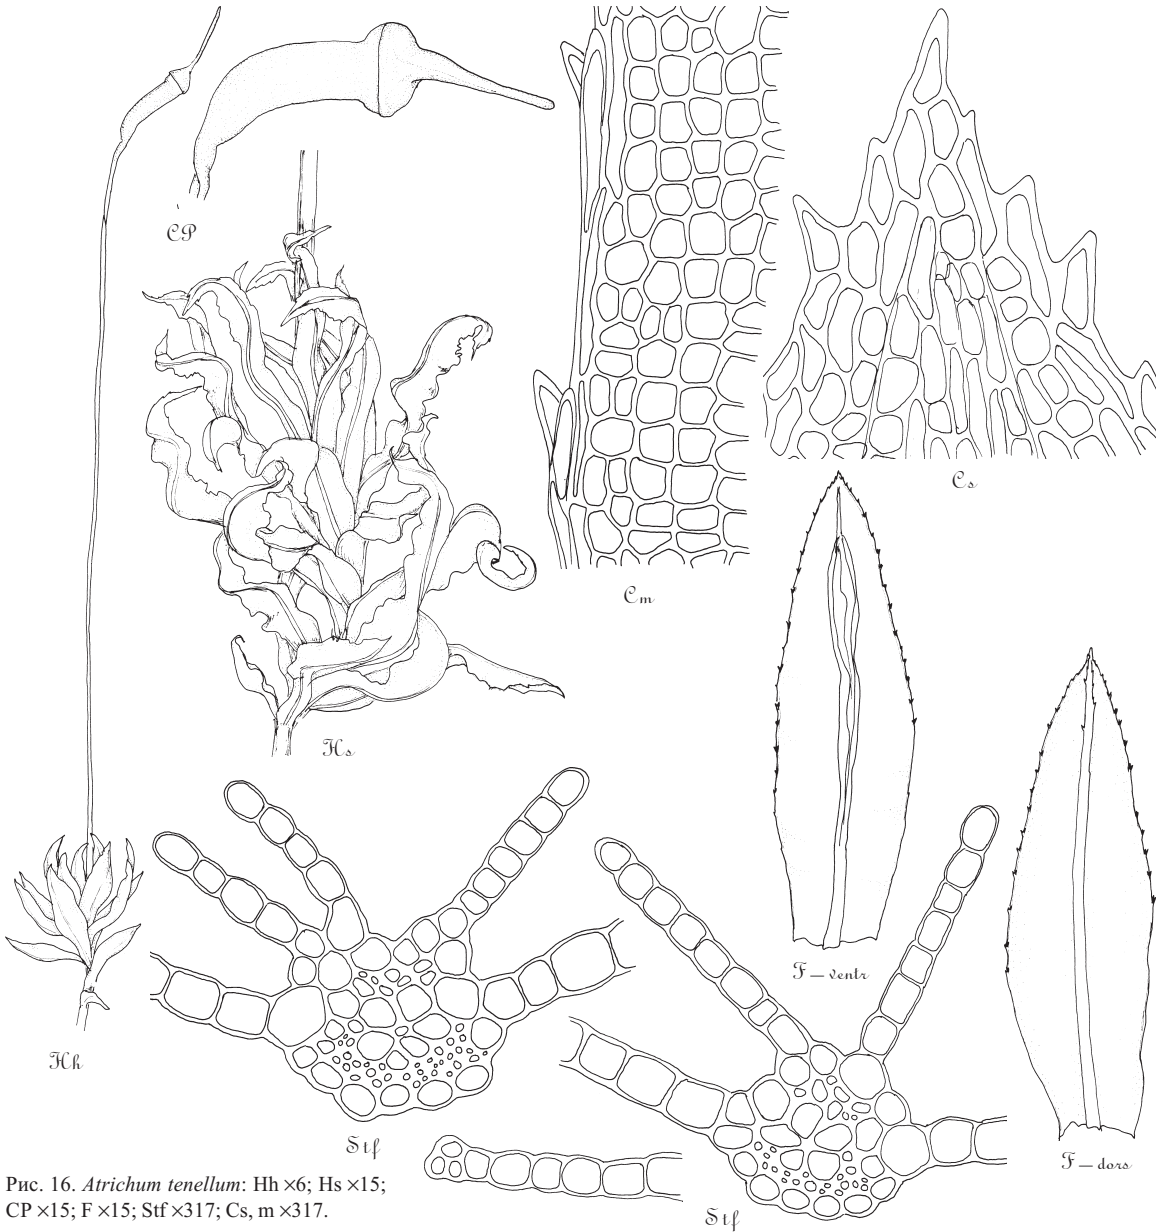 CP
Hs
Cm
Cs
F – ventr
F – dors
Hh
Stf
Stf
Рис. 16. Atrichum tenellum: Hh ×6; Hs ×15;
CP ×15; F ×15; Stf ×317; Cs, m ×317.